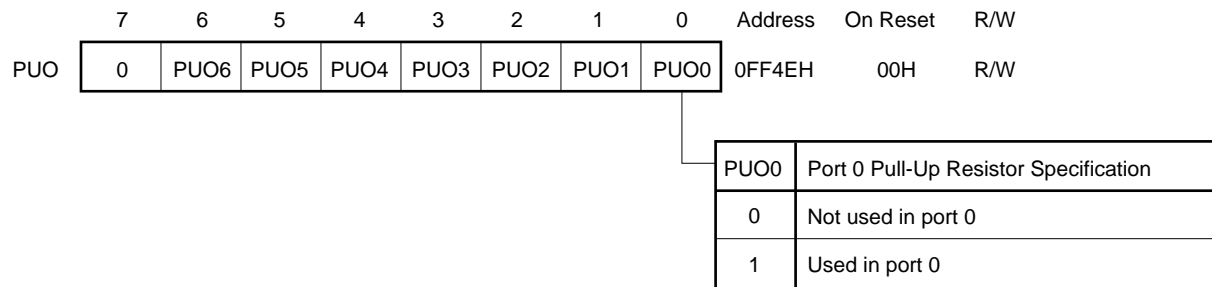 7 6 5 4 3 2 1 0 Address On Reset R/W
PUO 0 PUO6 PUO5 PUO4 PUO3 PUO2 PUO1 PUO0 0FF4EH 00H R/W
PUO0 Port 0 Pull-Up Resistor Specification
0 Not used in port 0
1 Used in port 0